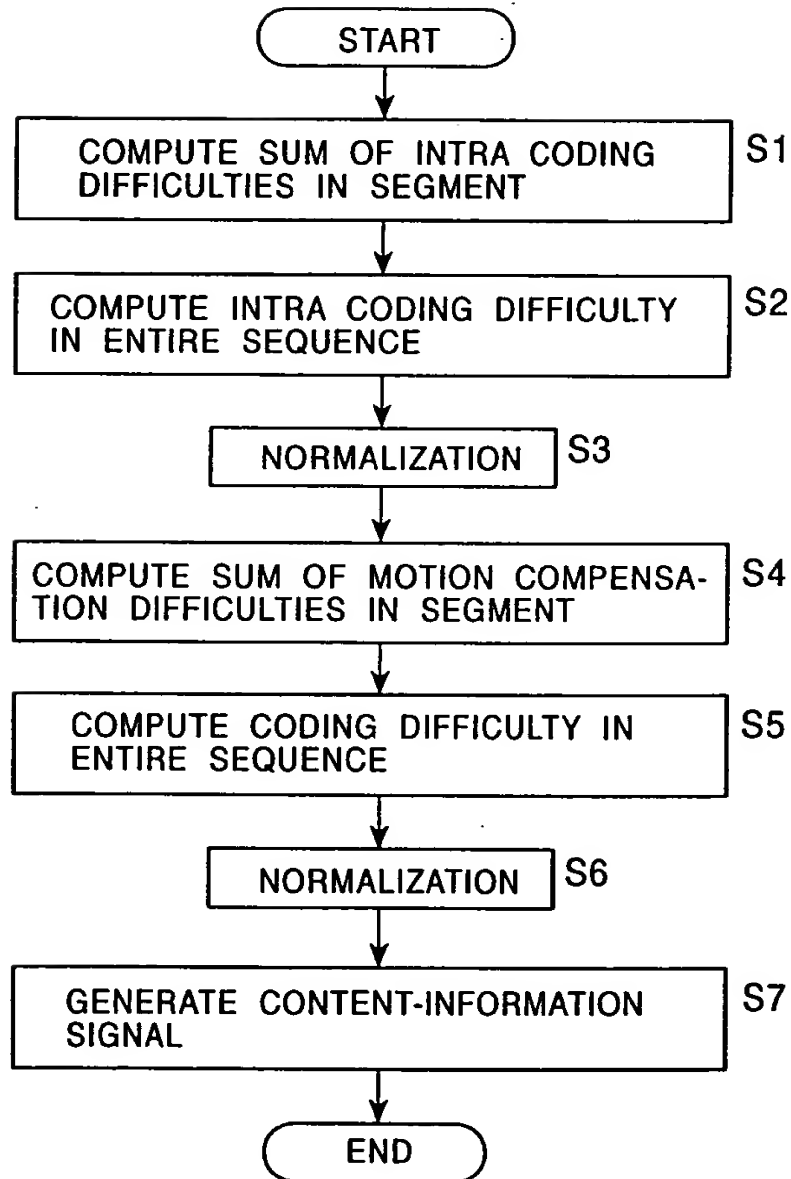 START
COMPUTE SUM OF INTRA CODING
DIFFICULTIES IN SEGMENT
S1
COMPUTE INTRA CODING DIFFICULTY
IN ENTIRE SEQUENCE
S2
NORMALIZATION
S3
COMPUTE SUM OF MOTION COMPENSA-
TION DIFFICULTIES IN SEGMENT
S4
COMPUTE CODING DIFFICULTY IN
ENTIRE SEQUENCE
S5
NORMALIZATION
S6
GENERATE CONTENT-INFORMATION
SIGNAL
S7
END